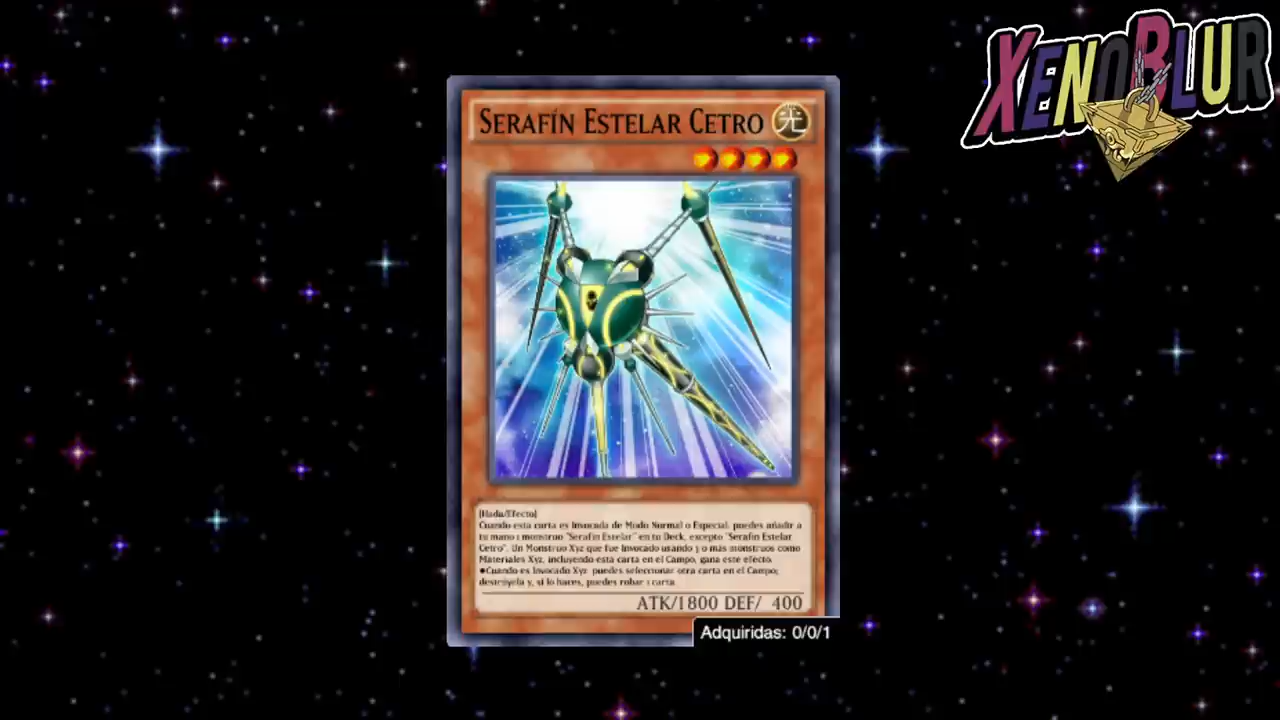 XENOBLUR
SERAFÍN ESTELAR CETRO
光
[Hada/Efecto]
Cuando esta carta es Invocada de Modo Normal o Especial: puedes añadir a
tu mano 1 monstruo "Serafín Estelar" en tu Deck, excepto "Serafín Estelar
Cetro". Un Monstruo Xyz que fue Invocado usando 3 o más monstruos como
Materiales Xyz, incluyendo esta carta en el Campo, gana este efecto.
●Cuando es Invocado Xyz: puedes seleccionar otra carta en el Campo;
destrúyela y, si lo haces, puedes robar 1 carta.
ATK/1800 DEF/ 400
Adquiridas: 0/0/1